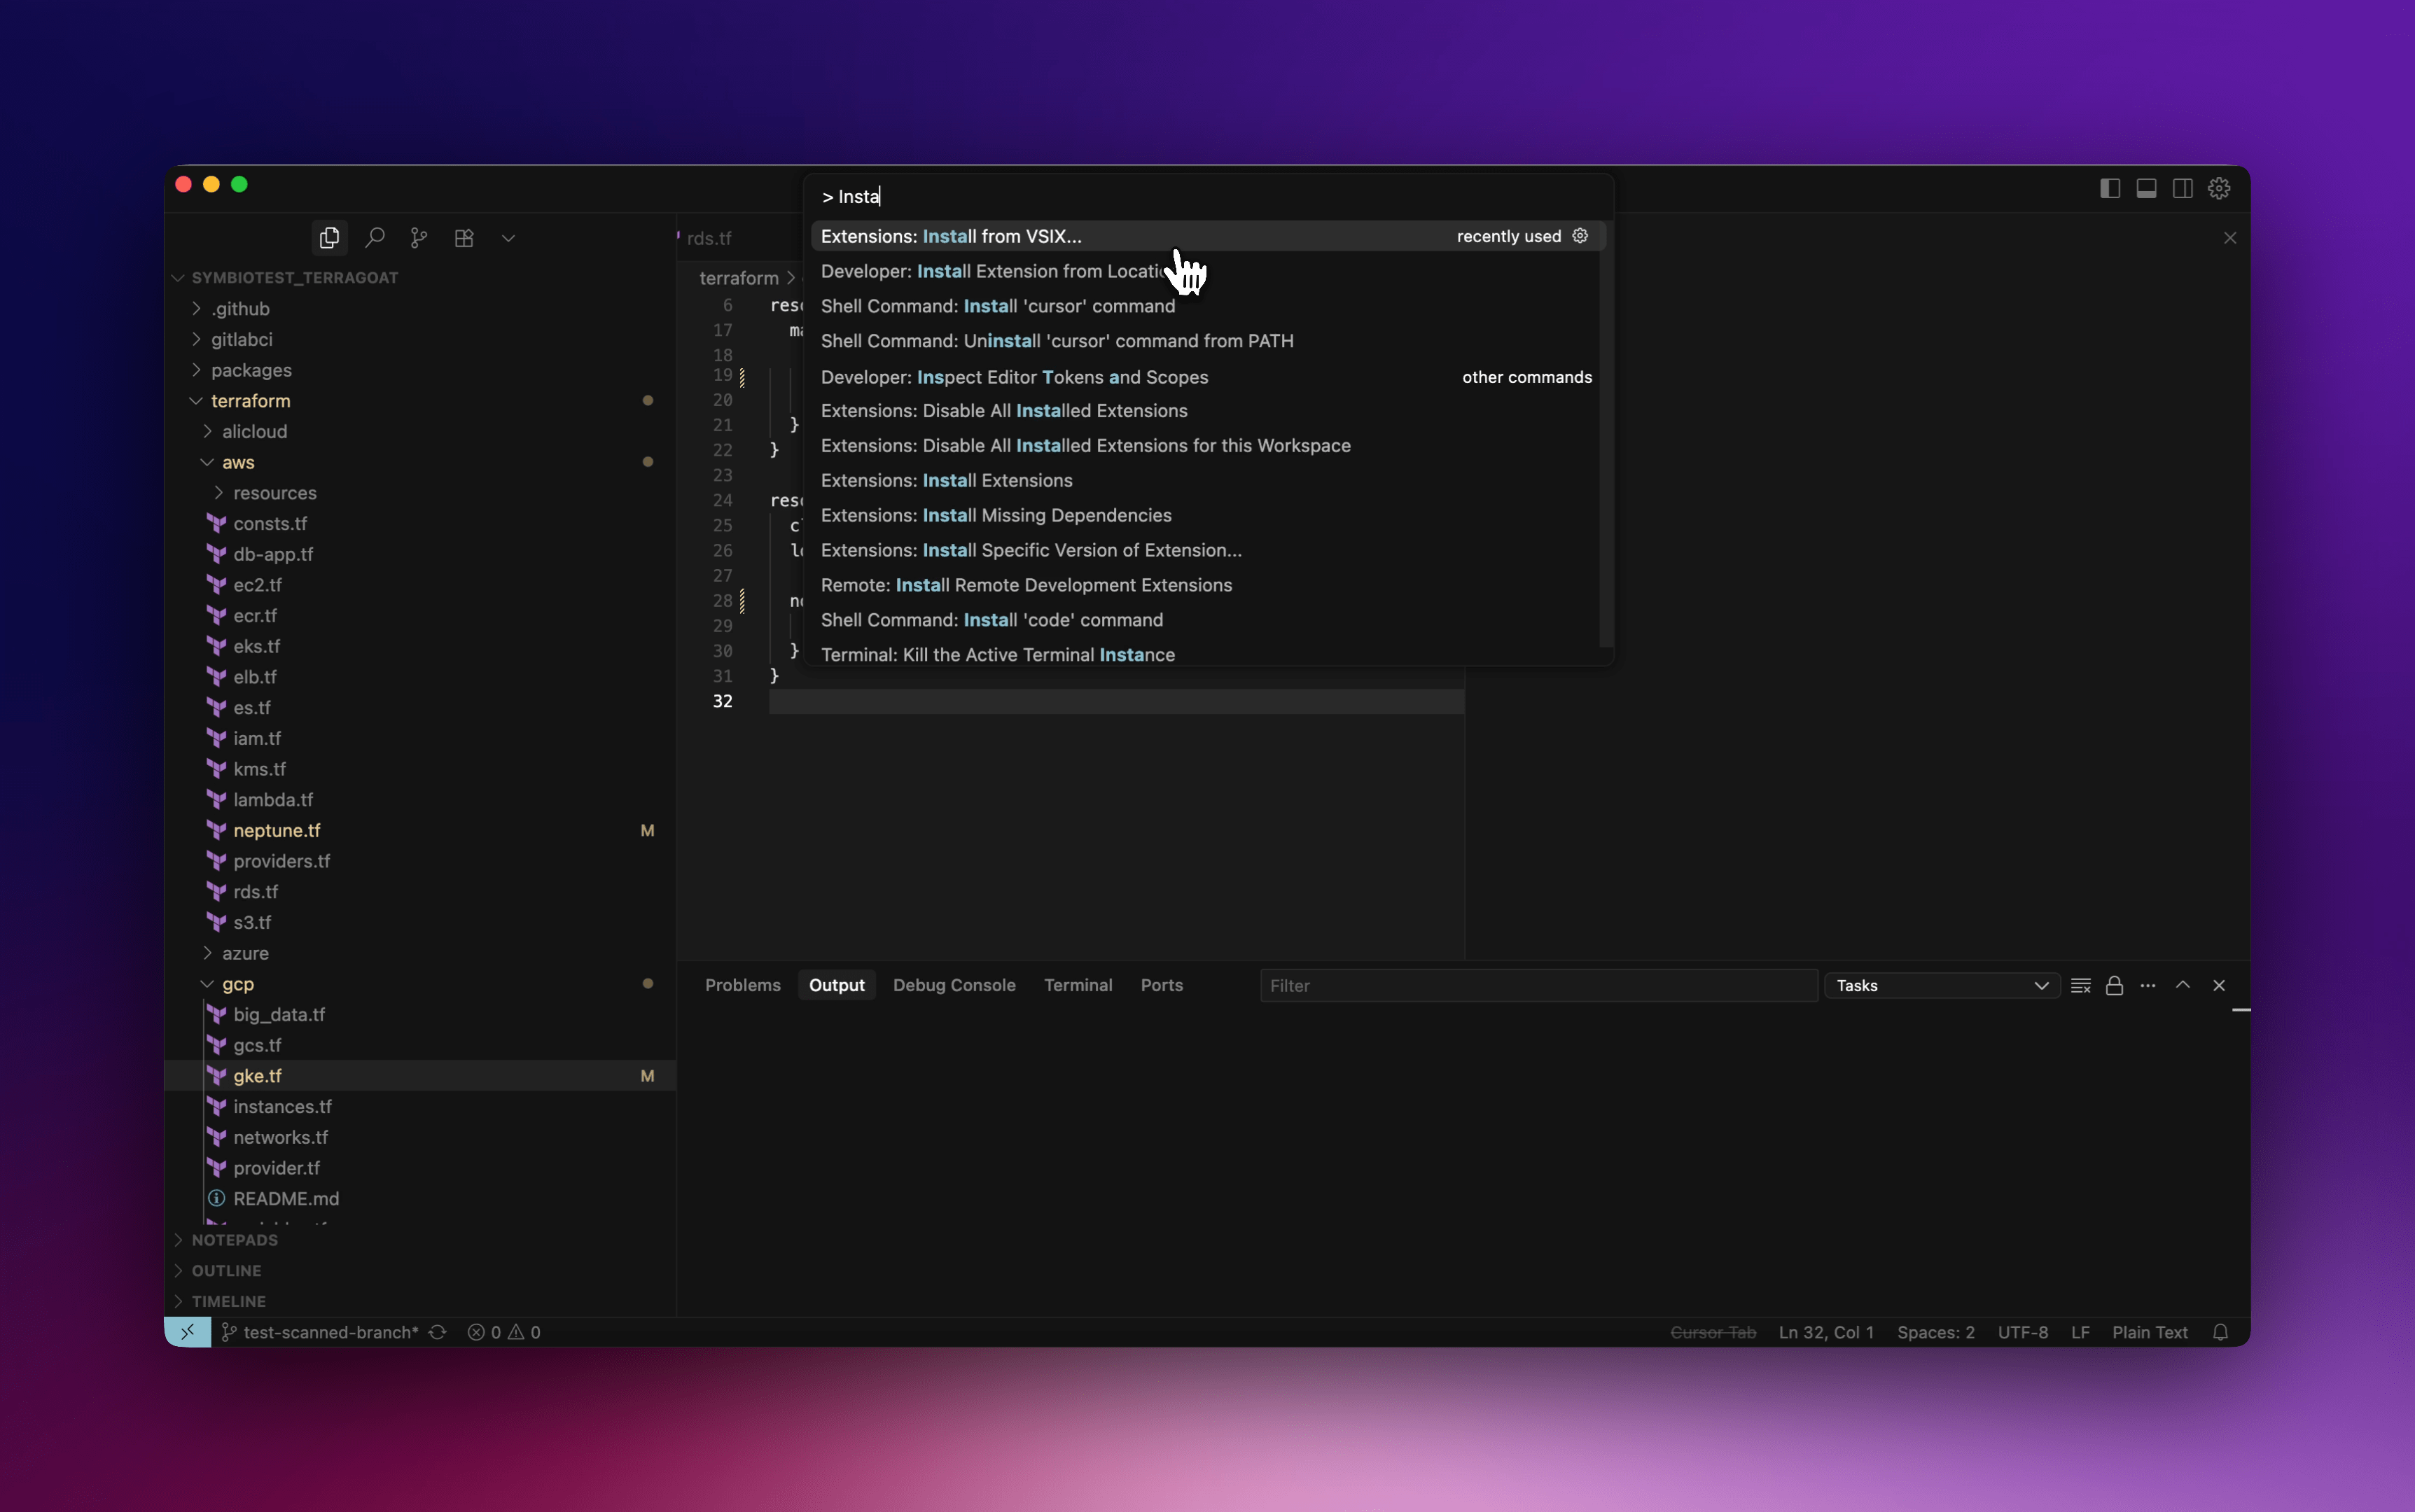 > Insta
Extensions: Install from VSIX... recently used
Developer: Install Extension from
Shell Command: Install 'cursor' command
Shell Command: Uninstall 'cursor' command from PATH
Developer: Inspect Editor Tokens and Scopes other commands
Extensions: Disable All Installed Extensions
Extensions: Disable All Installed Extensions for this Workspace
Extensions: Install Extensions
Extensions: Install Missing Dependencies
Extensions: Install Specific Version of Extension...
Remote: Install Remote Development Extensions
Shell Command: Install 'code' command
Terminal: Kill the Active Terminal Instance
SYMBIOTEST_TERRAGOAT
.github
gitlabci
packages
terraform
alicloud
aws
resources
consts.tf
db-app.tf
ec2.tf
ecr.tf
eks.tf
elb.tf
es.tf
iam.tf
kms.tf
lambda.tf
neptune.tf M
providers.tf
rds.tf
s3.tf
azure
gcp
big_data.tf
gcs.tf
gke.tf M
instances.tf
networks.tf
provider.tf
README.md
NOTEPADS
OUTLINE
TIMELINE
rds.tf
terraform >
6
17
18
19
20
21 }
22 }
23
24
25
26
27
28
29
30 }
31 }
32
Problems Output Debug Console Terminal Ports Filter Tasks
test-scanned-branch* 0 0 Cursor Tab Ln 32, Col 1 Spaces: 2 UTF-8 LF Plain Text